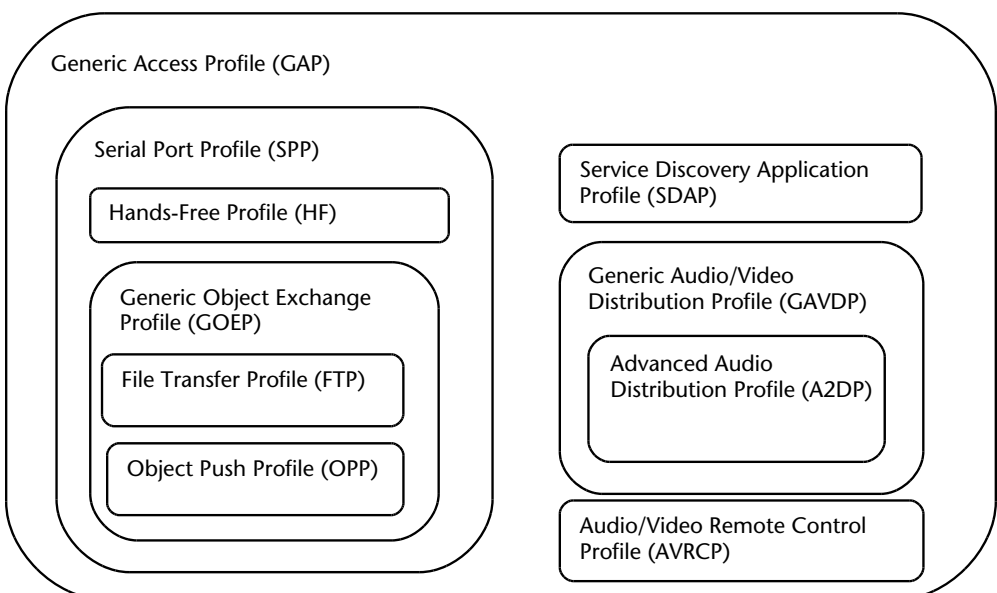 Generic Access Profile (GAP)
Serial Port Profile (SPP)
Hands-Free Profile (HF)
Generic Object Exchange
Profile (GOEP)
File Transfer Profile (FTP)
Object Push Profile (OPP)
Service Discovery Application
Profile (SDAP)
Generic Audio/Video
Distribution Profile (GAVDP)
Advanced Audio
Distribution Profile (A2DP)
Audio/Video Remote Control
Profile (AVRCP)